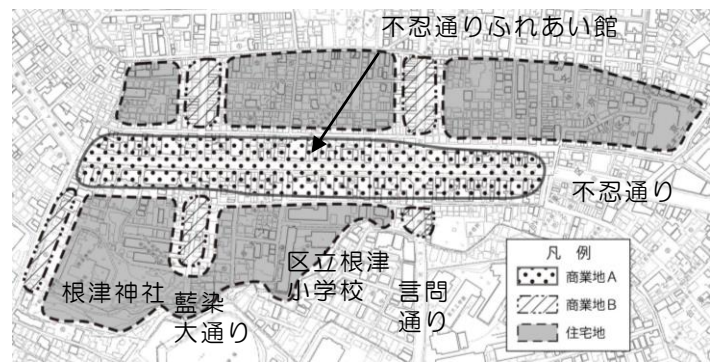 不忍通りふれあい館
不忍通り
根津神社
藍染
大通り
区立根津
小学校
言問
通り
凡 例
商業地A
商業地B
住宅地